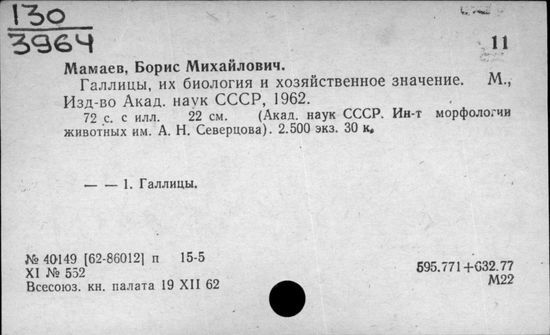 130
3964
11
Мамаев, Борис Михайлович.
Галлицы, их биология и хозяйственное значение. М.,
Изд-во Акад. наук СССР, 1962.
72 с. с илл. 22 см. (Акад. наук СССР. Ин-т морфологии
животных им. А. Н. Северцова). 2.500 экз. 30 к.
— — 1. Галлицы.
№ 40149 [62-86012] п 15-5
XI № 552
Всесоюз. кн. палата 19 XII 62
595.771+632.77
М22